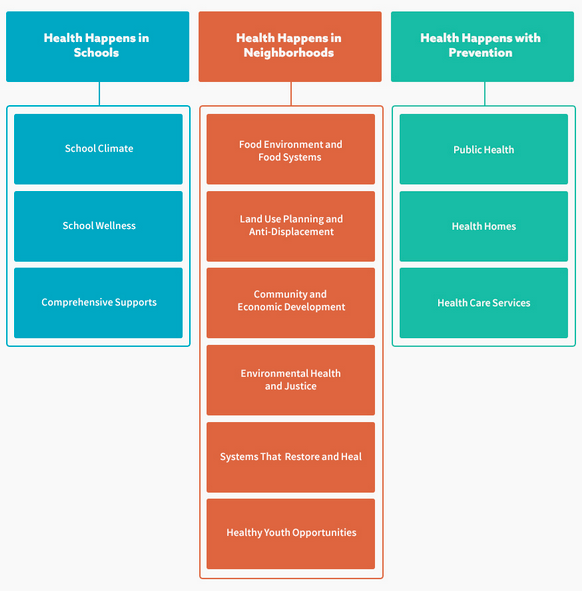 Health Happens in
Schools
School Climate
School Wellness
Comprehensive Supports
Health Happens in
Neighborhoods
Food Environment and
Food Systems
Land Use Planning and
Anti-Displacement
Community and
Economic Development
Environmental Health
and Justice
Systems That Restore and Heal
Healthy Youth Opportunities
Health Happens with
Prevention
Public Health
Health Homes
Health Care Services